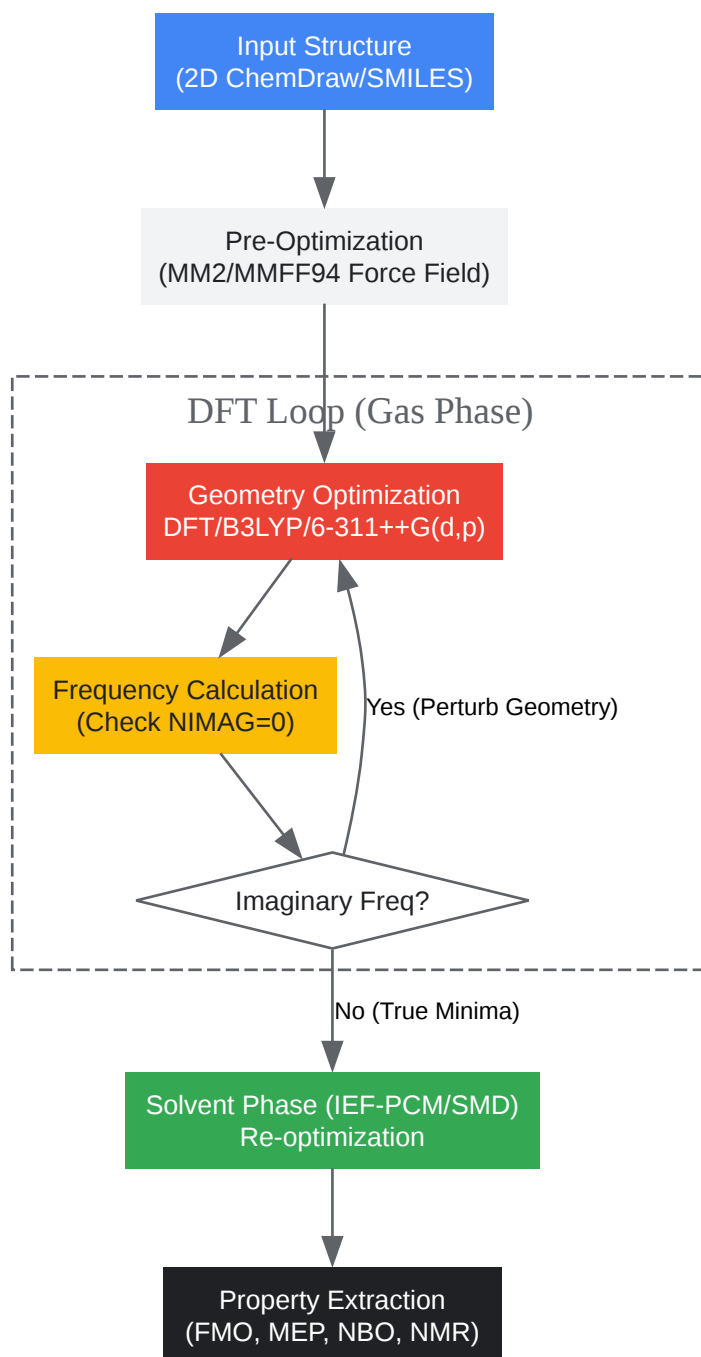 Input Structure
(2D ChemDraw/SMILES)
Pre-Optimization
(MM2/MMFF94 Force Field)
DFT Loop (Gas Phase)
Geometry Optimization
DFT/B3LYP/6-311++G(d,p)
Frequency Calculation
(Check NIMAG=0)
Yes (Perturb Geometry)
Imaginary Freq?
No (True Minima)
Solvent Phase (IEF-PCM/SMD)
Re-optimization
Property Extraction
(FMO, MEP, NBO, NMR)